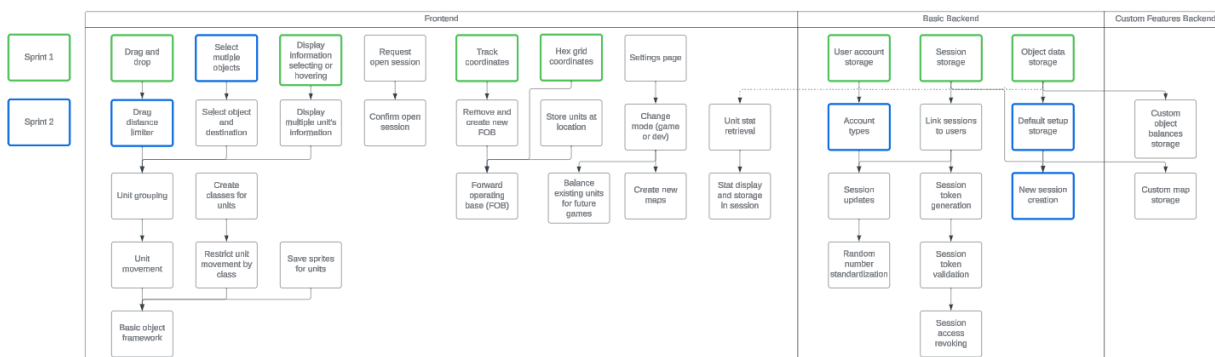 Frontend
Basic Backend
Custom Features Backend
Sprint 1
Drag and
drop
Select
mutliple
objects
Display
information
selecting or
hovering
Request
open session
Track
coordinates
Hex grid
coordinates
Settings page
User account
storage
Session
storage
Object data
storage
Sprint 2
Drag
distance
limiter
Select object
and
destination
Display
multiple unit's
information
Confirm open
session
Remove and
create new
FOB
Store units at
location
Change
mode (game
or dev)
Unit stat
retrieval
Account
types
Link sessions
to users
Default setup
storage
Custom
object
balances
storage
Unit grouping
Create
classes for
units
Forward
operating
base (FOB)
Balance
existing units
for future
games
Create new
maps
Stat display
and storage
in session
Session
updates
Session
token
generation
New session
creation
Custom map
storage
Unit
movement
Restrict unit
movement by
class
Save sprites
for units
Random
number
standardization
Session
token
validation
Basic object
framework
Session
access
revoking